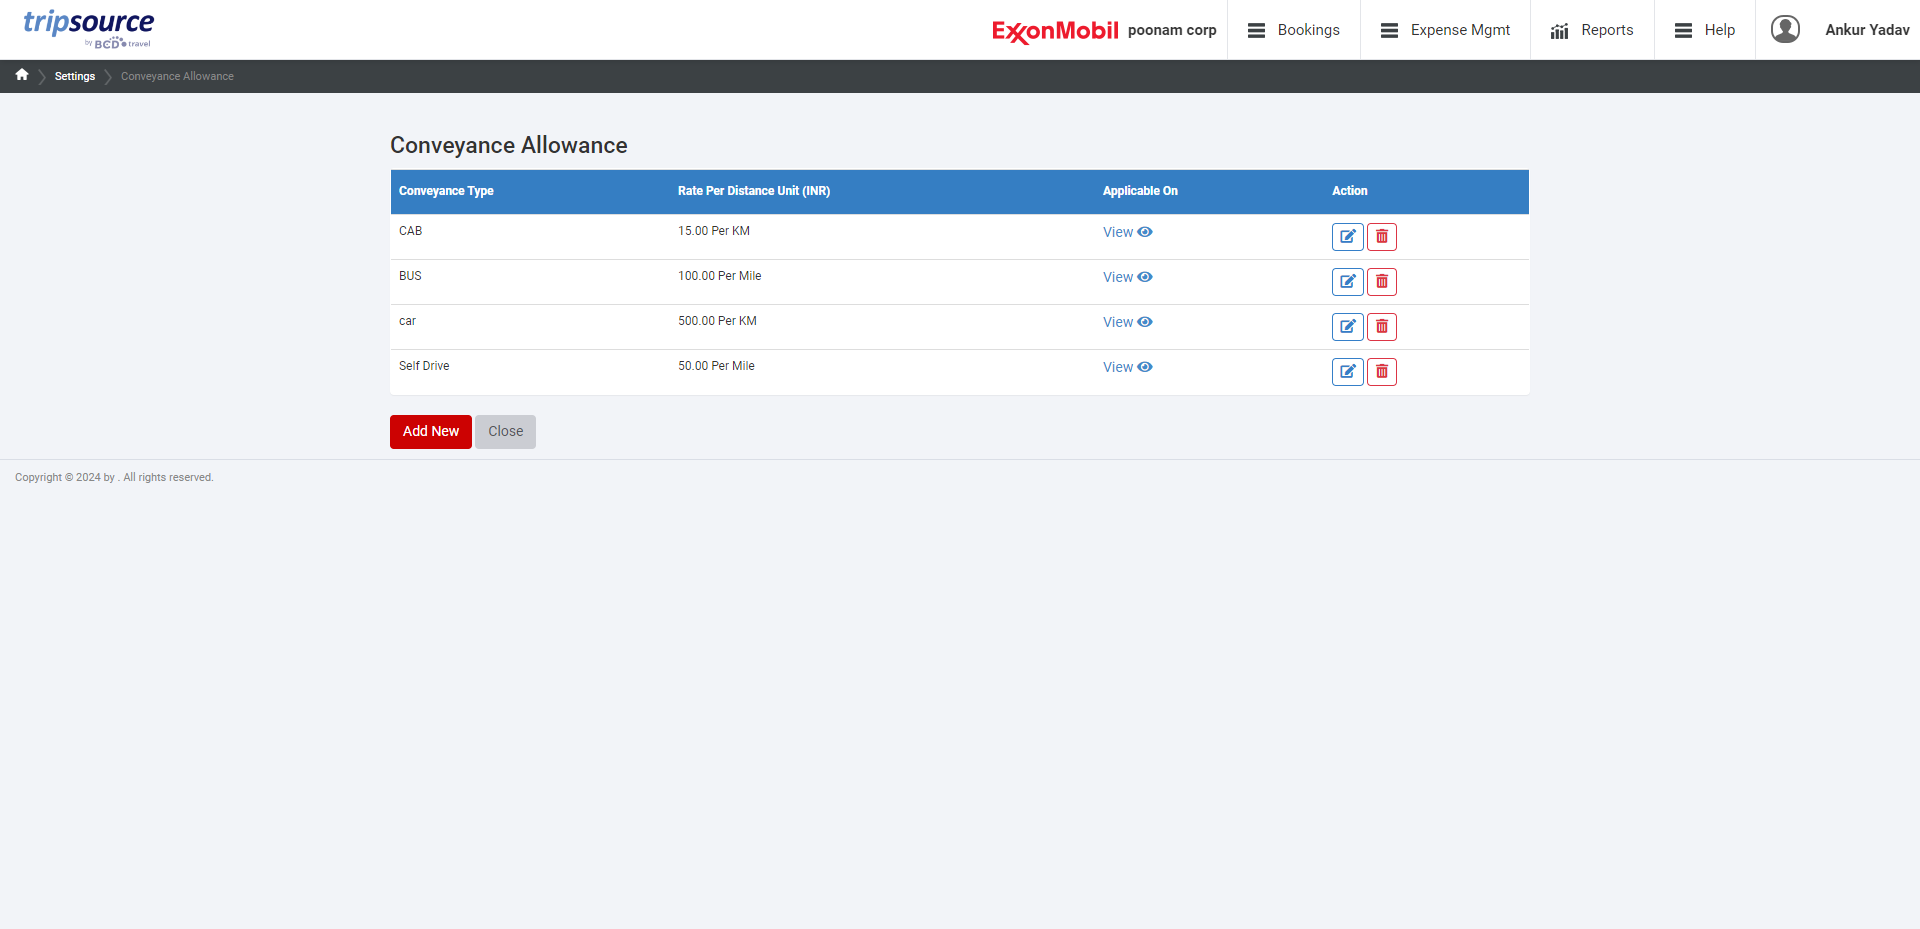 tripsource
by BCD travel
ExxonMobil poonam corp
Bookings
Expense Mgmt
Reports
Help
Ankur Yadav
Settings
Conveyance Allowance
Conveyance Allowance
Conveyance Type Rate Per Distance Unit (INR) Applicable On Action
CAB 15.00 Per KM View
BUS 100.00 Per Mile View
car 500.00 Per KM View
Self Drive 50.00 Per Mile View
Add New Close
Copyright © 2024 by . All rights reserved.